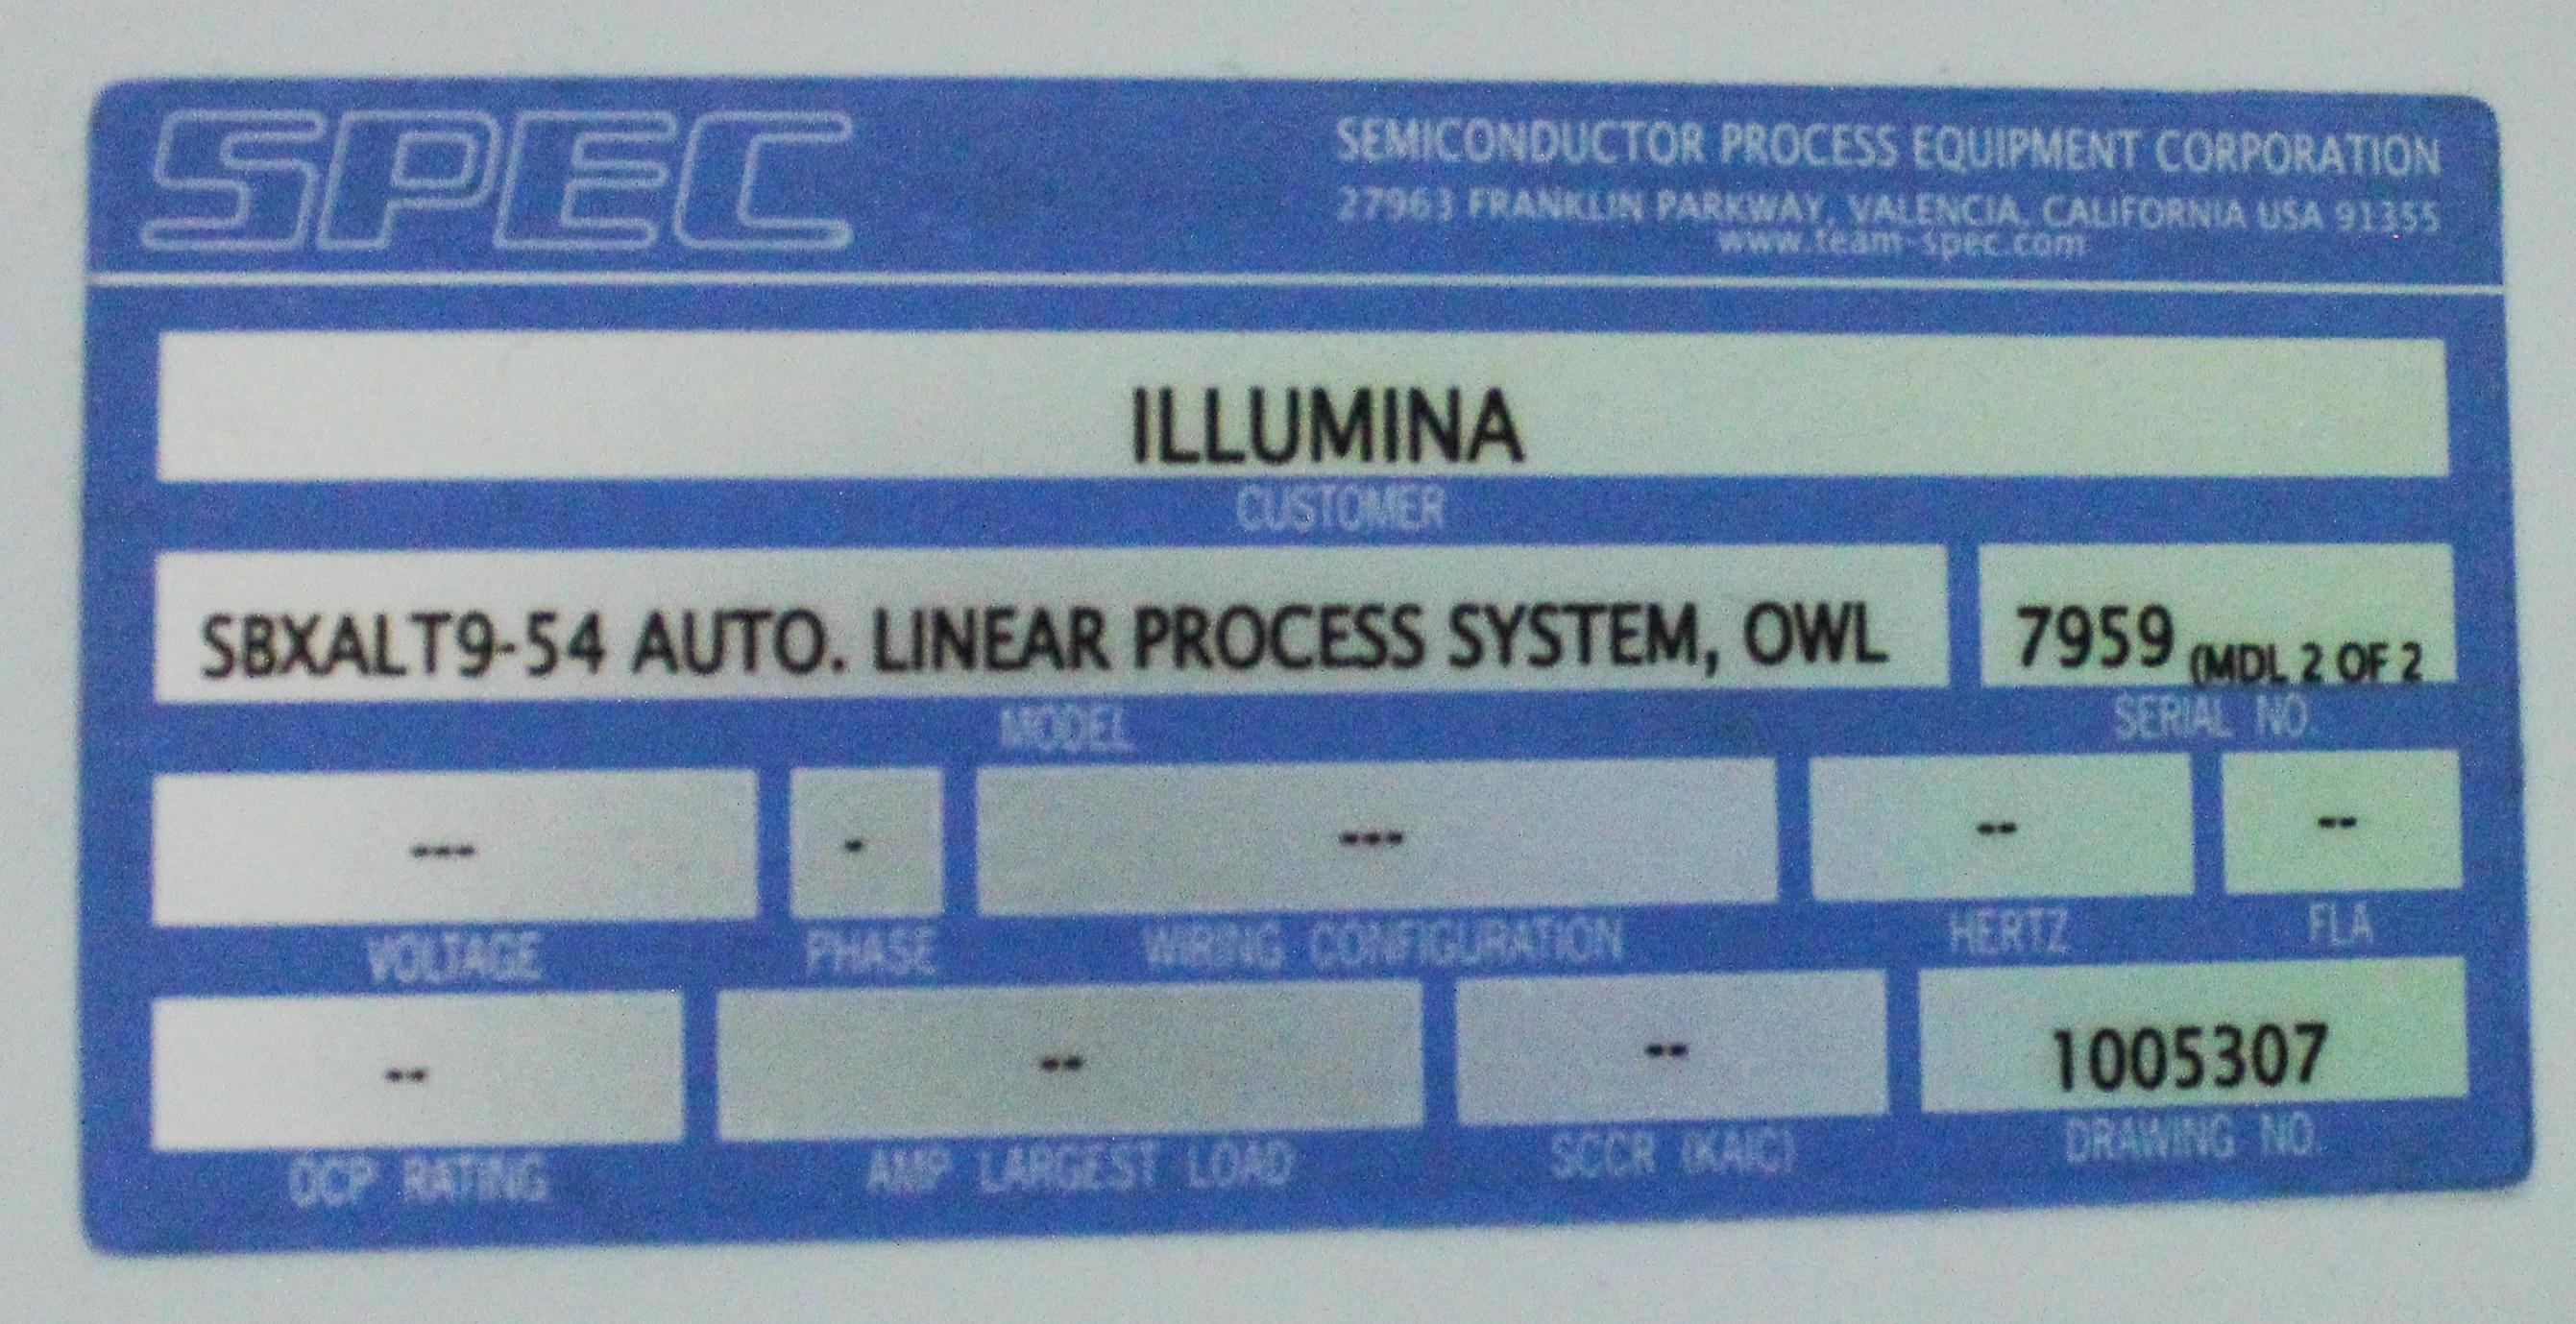 SPEC
SEMICONDUCTOR PROCESS EQUIPMENT CORPORATION
27963 FRANKLIN PARKWAY, VALENCIA, CALIFORNIA USA 91355
www.team-spec.com
ILLUMINA
CUSTOMER
SBXALT9-54 AUTO. LINEAR PROCESS SYSTEM, OWL 7959 (MDL 2 OF 2
MODEL SERIAL NO.
--- - --- -- --
VOLTAGE PHASE WIRING CONFIGURATION HERTZ FLA
-- -- -- 1005307
OCP RATING AMP LARGEST LOAD SCCR (KAIC) DRAWING NO.